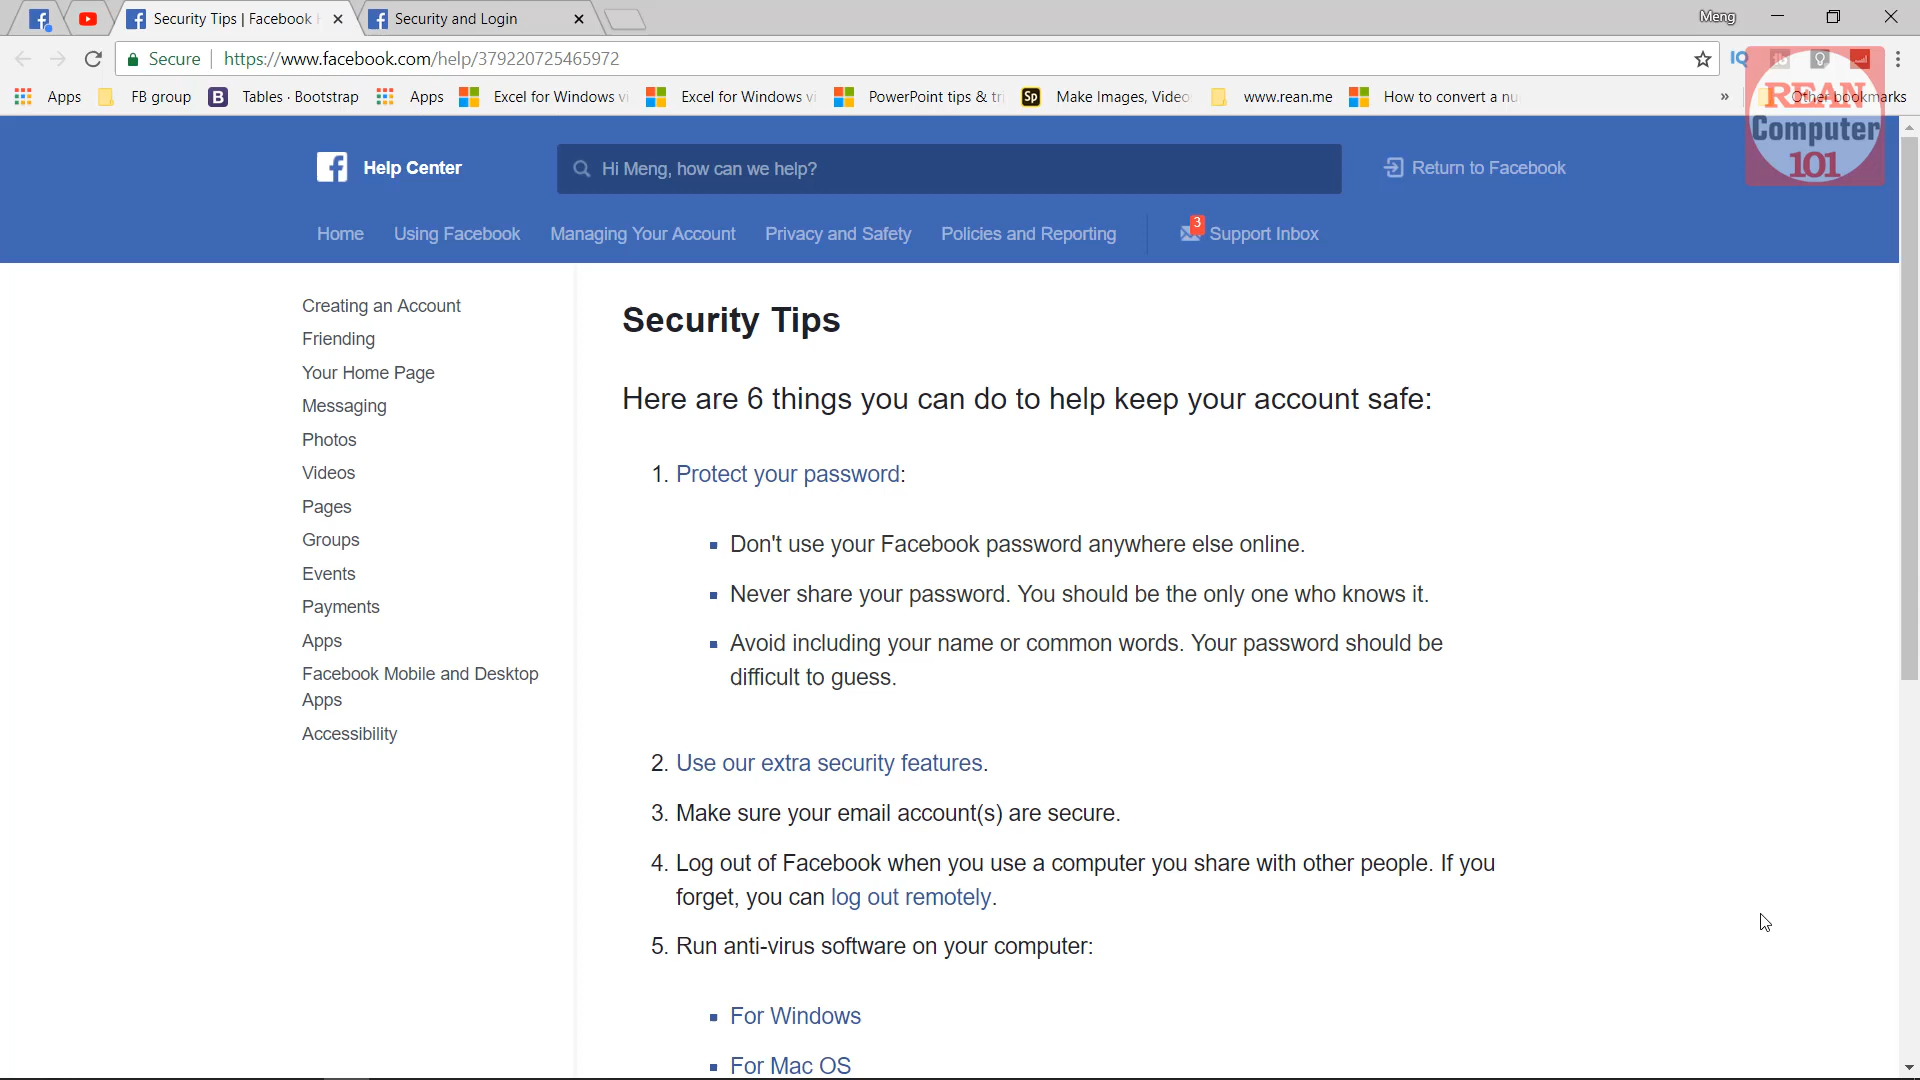 Security Tips | Facebook
Security and Login
Meng
Secure
https://www.facebook.com/help/379220725465972
IQ
Apps
FB group
B
Tables · Bootstrap
Apps
Excel for Windows v
Excel for Windows vi
PowerPoint tips & tr
Sp
Make Images, Video
www.rean.me
How to convert a nu
»
Other bookmarks
REAN
Computer
101
Help Center
Hi Meng, how can we help?
Return to Facebook
Home
Using Facebook
Managing Your Account
Privacy and Safety
Policies and Reporting
3
Support Inbox
Creating an Account
Friending
Your Home Page
Messaging
Photos
Videos
Pages
Groups
Events
Payments
Apps
Facebook Mobile and Desktop
Apps
Accessibility
Security Tips
Here are 6 things you can do to help keep your account safe:
1. Protect your password:
Don't use your Facebook password anywhere else online.
Never share your password. You should be the only one who knows it.
Avoid including your name or common words. Your password should be
difficult to guess.
2. Use our extra security features.
3. Make sure your email account(s) are secure.
4. Log out of Facebook when you use a computer you share with other people. If you
forget, you can log out remotely.
5. Run anti-virus software on your computer:
For Windows
For Mac OS